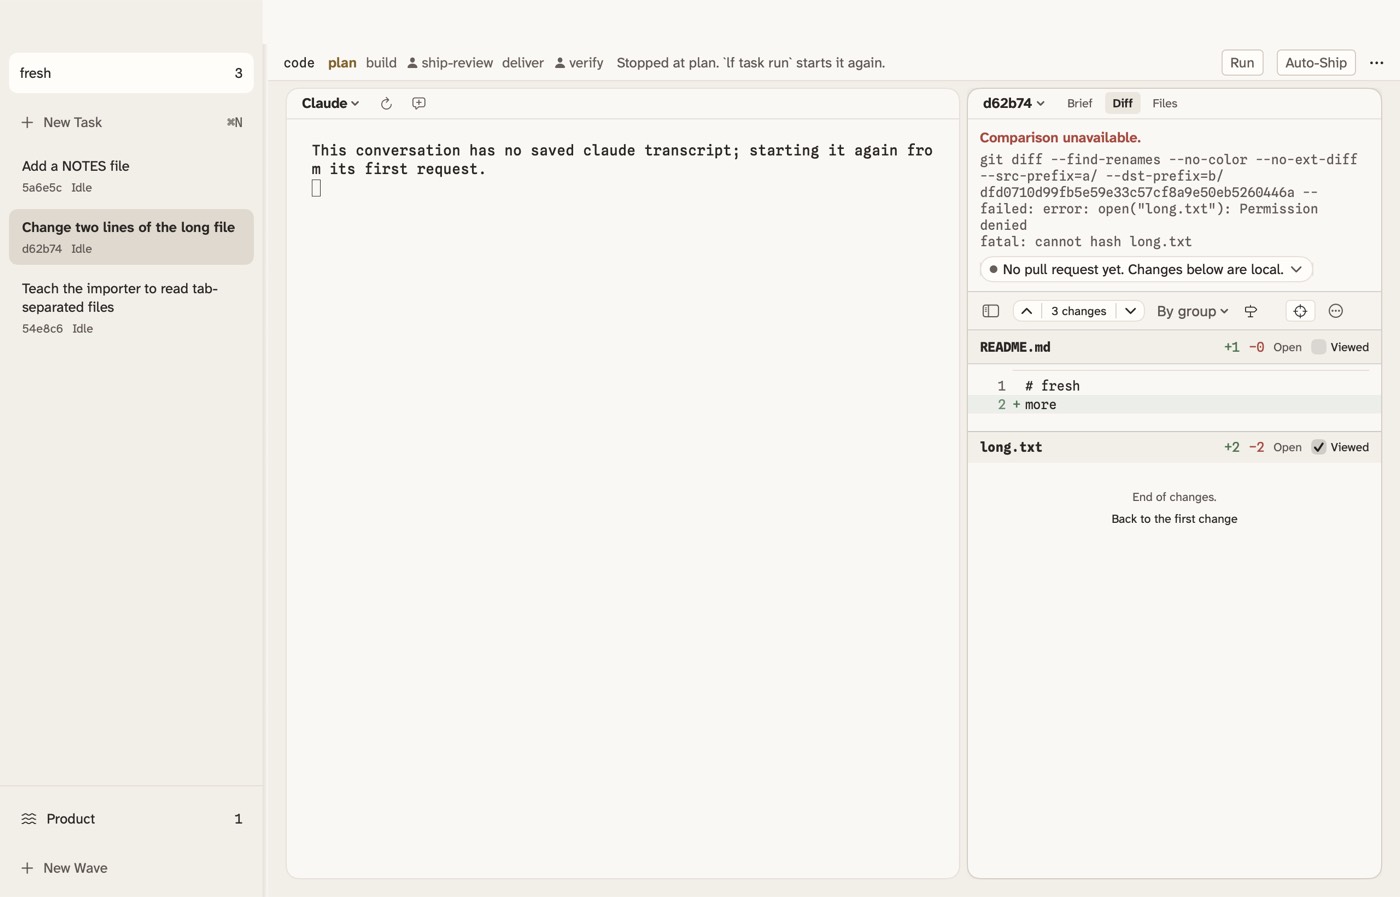 fresh 3
New Task ⌘N
Add a NOTES file
5a6e5c Idle
Change two lines of the long file
d62b74 Idle
Teach the importer to read tab-
separated files
54e8c6 Idle
Product 1
New Wave
code plan build ship-review deliver verify Stopped at plan. `lf task run` starts it again. Run Auto-Ship
Claude
This conversation has no saved claude transcript; starting it again fro
m its first request.
d62b74 Brief Diff Files
Comparison unavailable.
git diff --find-renames --no-color --no-ext-diff
--src-prefix=a/ --dst-prefix=b/
dfd0710d99fb5e59e33c57cf8a9e50eb5260446a --
failed: error: open("long.txt"): Permission
denied
fatal: cannot hash long.txt
No pull request yet. Changes below are local.
3 changes By group
README.md +1 −0 Open Viewed
1 # fresh
2 + more
long.txt +2 −2 Open Viewed
End of changes.
Back to the first change